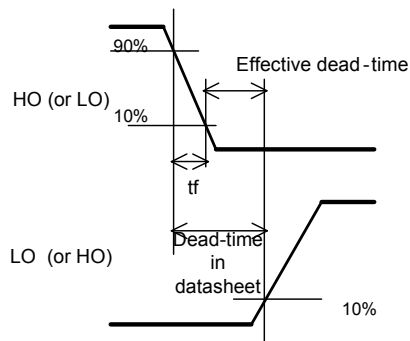 90%
Effective dead-time
HO (or LO)
10%
tf
Dead-time
in
datasheet
LO (or HO)
10%